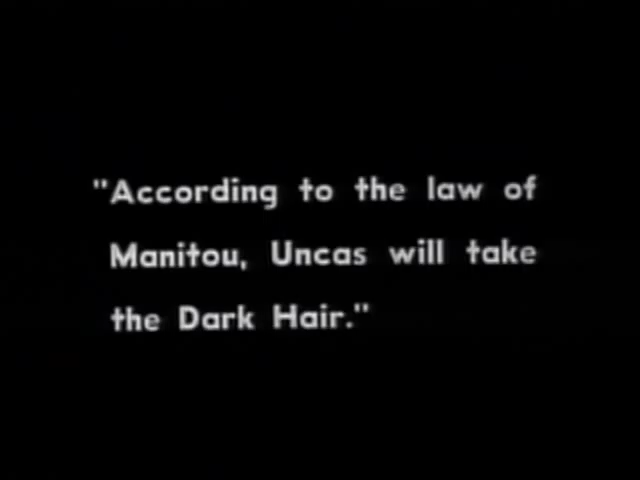 "According to the law of
Manitou, Uncas will take
the Dark Hair."